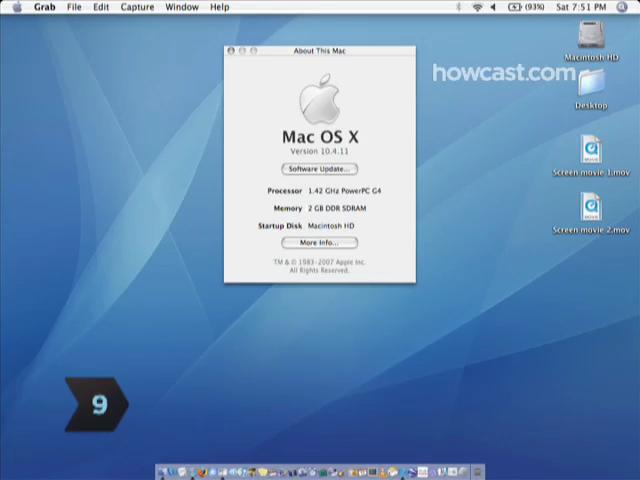 Grab File Edit Capture Window Help (93%) Sat 7:51 PM
About This Mac
howcast.com
Macintosh HD
Desktop
Mac OS X
Version 10.4.11
Software Update...
Processor 1.42 GHz PowerPC G4
Memory 2 GB DDR SDRAM
Startup Disk Macintosh HD
More Info...
TM & © 1983-2007 Apple Inc.
All Rights Reserved.
MOVIE
Screen movie 1.mov
MOVIE
Screen movie 2.mov
9